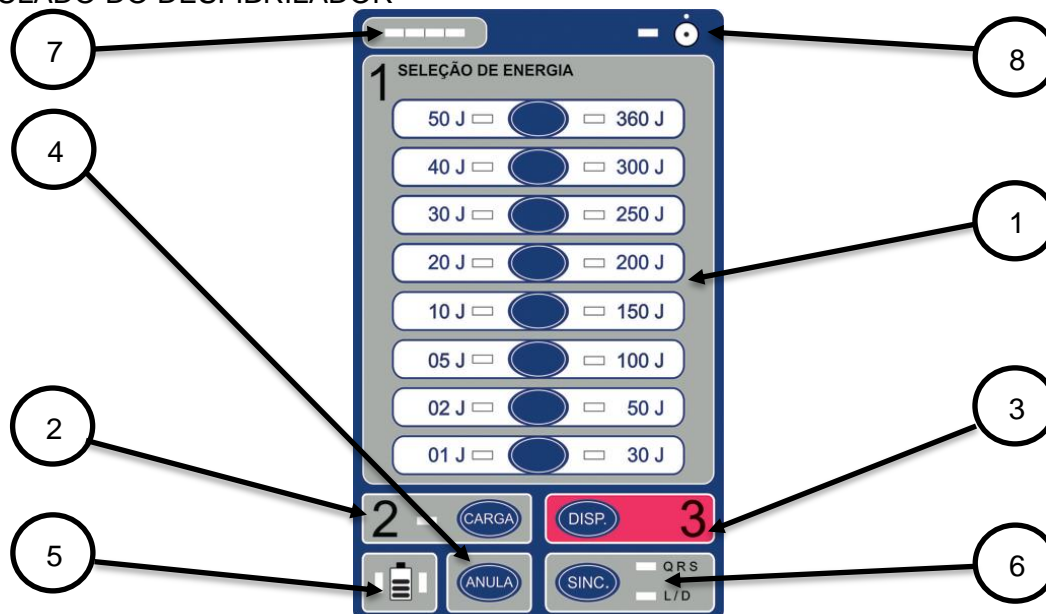 7
8
1 SELEÇÃO DE ENERGIA
4
50 J 360 J
40 J 300 J
30 J 250 J
1
20 J 200 J
10 J 150 J
05 J 100 J
02 J 50 J
3
2
01 J 30 J
2 CARGA DISP. 3
5
ANULA SINC. QRS
L/D
6